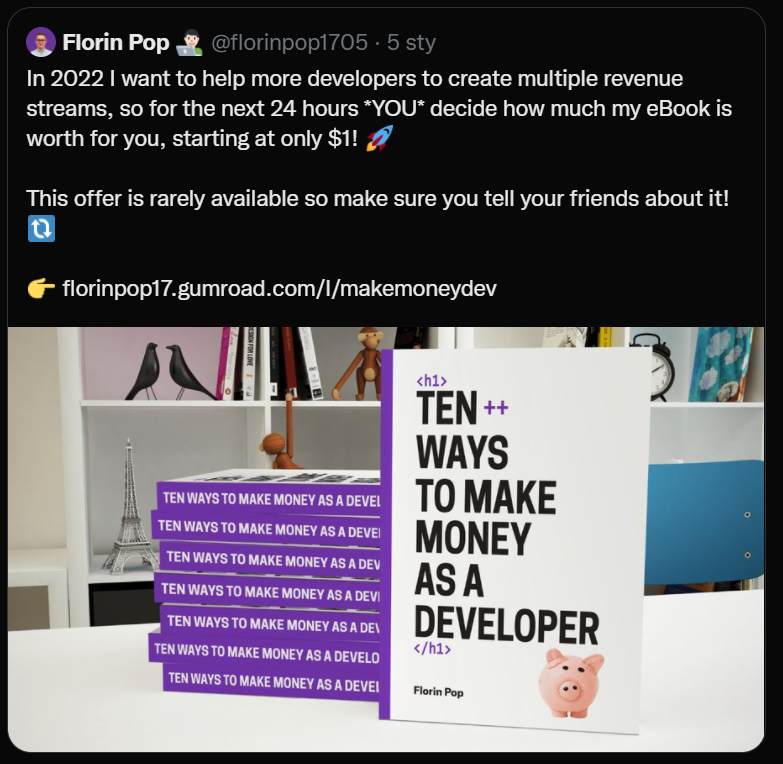 Florin Pop 👨🏻‍💻 @florinpop1705 · 5 sty
In 2022 I want to help more developers to create multiple revenue
streams, so for the next 24 hours *YOU* decide how much my eBook is
worth for you, starting at only $1! 🚀
This offer is rarely available so make sure you tell your friends about it!
🔃
👉 florinpop17.gumroad.com/l/makemoneydev
<h1>
TEN ++
WAYS
TO MAKE
MONEY
AS A
DEVELOPER
</h1>
Florin Pop
TEN WAYS TO MAKE MONEY AS A DEVEL
TEN WAYS TO MAKE MONEY AS A DEVE
TEN WAYS TO MAKE MONEY AS A DEV
TEN WAYS TO MAKE MONEY AS A DEV
TEN WAYS TO MAKE MONEY AS A DEV
TEN WAYS TO MAKE MONEY AS A DEVELO
TEN WAYS TO MAKE MONEY AS A DEVEL